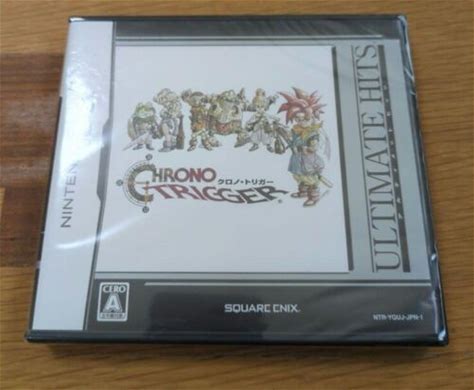 NINTENDO
CHRONO
クロノ・トリガー
TRIGGER
ULTIMATE HITS
CERO
A
SQUARE ENIX.
NTR-YQUJ-JPN-1